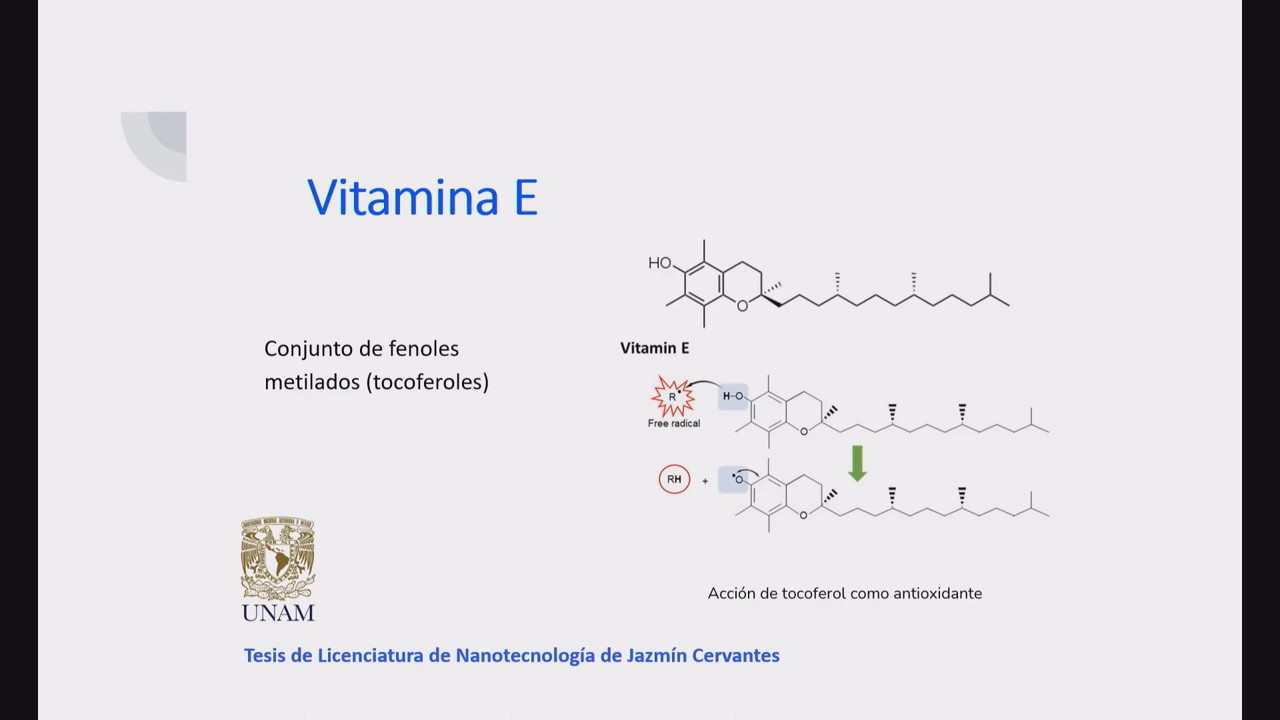 Vitamina E
HO
O
Conjunto de fenoles
metilados (tocoferoles)
Vitamin E
R•
H-O
O
Free radical
RH
+
•O
O
UNAM
Acción de tocoferol como antioxidante
Tesis de Licenciatura de Nanotecnología de Jazmín Cervantes